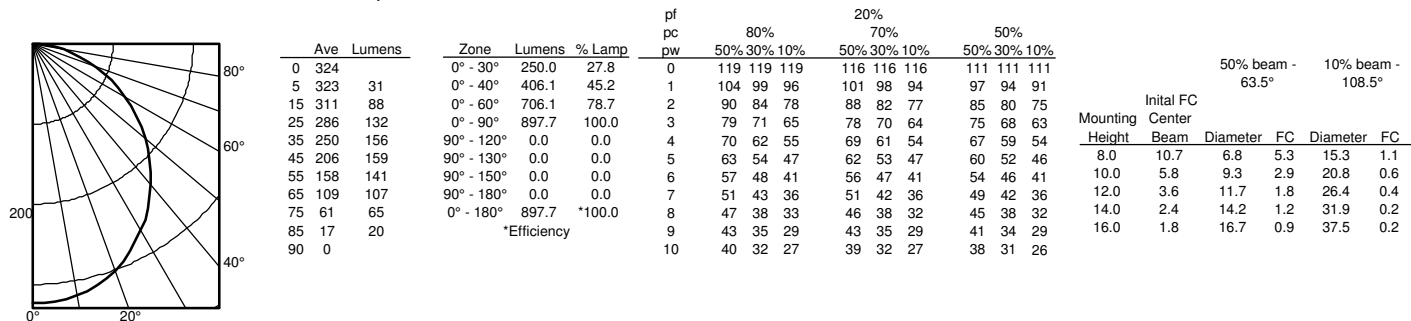 80°
60°
200
40°
0° 20°
Ave Lumens
0 324
5 323 31
15 311 88
25 286 132
35 250 156
45 206 159
55 158 141
65 109 107
75 61 65
85 17 20
90 0
Zone Lumens % Lamp
0° - 30° 250.0 27.8
0° - 40° 406.1 45.2
0° - 60° 706.1 78.7
0° - 90° 897.7 100.0
90° - 120° 0.0 0.0
90° - 130° 0.0 0.0
90° - 150° 0.0 0.0
90° - 180° 0.0 0.0
0° - 180° 897.7 *100.0
*Efficiency
pf 20%
pc 80% 70% 50%
pw 50% 30% 10% 50% 30% 10% 50% 30% 10%
0 119 119 119 116 116 116 111 111 111
1 104 99 96 101 98 94 97 94 91
2 90 84 78 88 82 77 85 80 75
3 79 71 65 78 70 64 75 68 63
4 70 62 55 69 61 54 67 59 54
5 63 54 47 62 53 47 60 52 46
6 57 48 41 56 47 41 54 46 41
7 51 43 36 51 42 36 49 42 36
8 47 38 33 46 38 32 45 38 32
9 43 35 29 43 35 29 41 34 29
10 40 32 27 39 32 27 38 31 26
50% beam - 10% beam -
63.5° 108.5°
Inital FC
Mounting Center
Height Beam Diameter FC Diameter FC
8.0 10.7 6.8 5.3 15.3 1.1
10.0 5.8 9.3 2.9 20.8 0.6
12.0 3.6 11.7 1.8 26.4 0.4
14.0 2.4 14.2 1.2 31.9 0.2
16.0 1.8 16.7 0.9 37.5 0.2